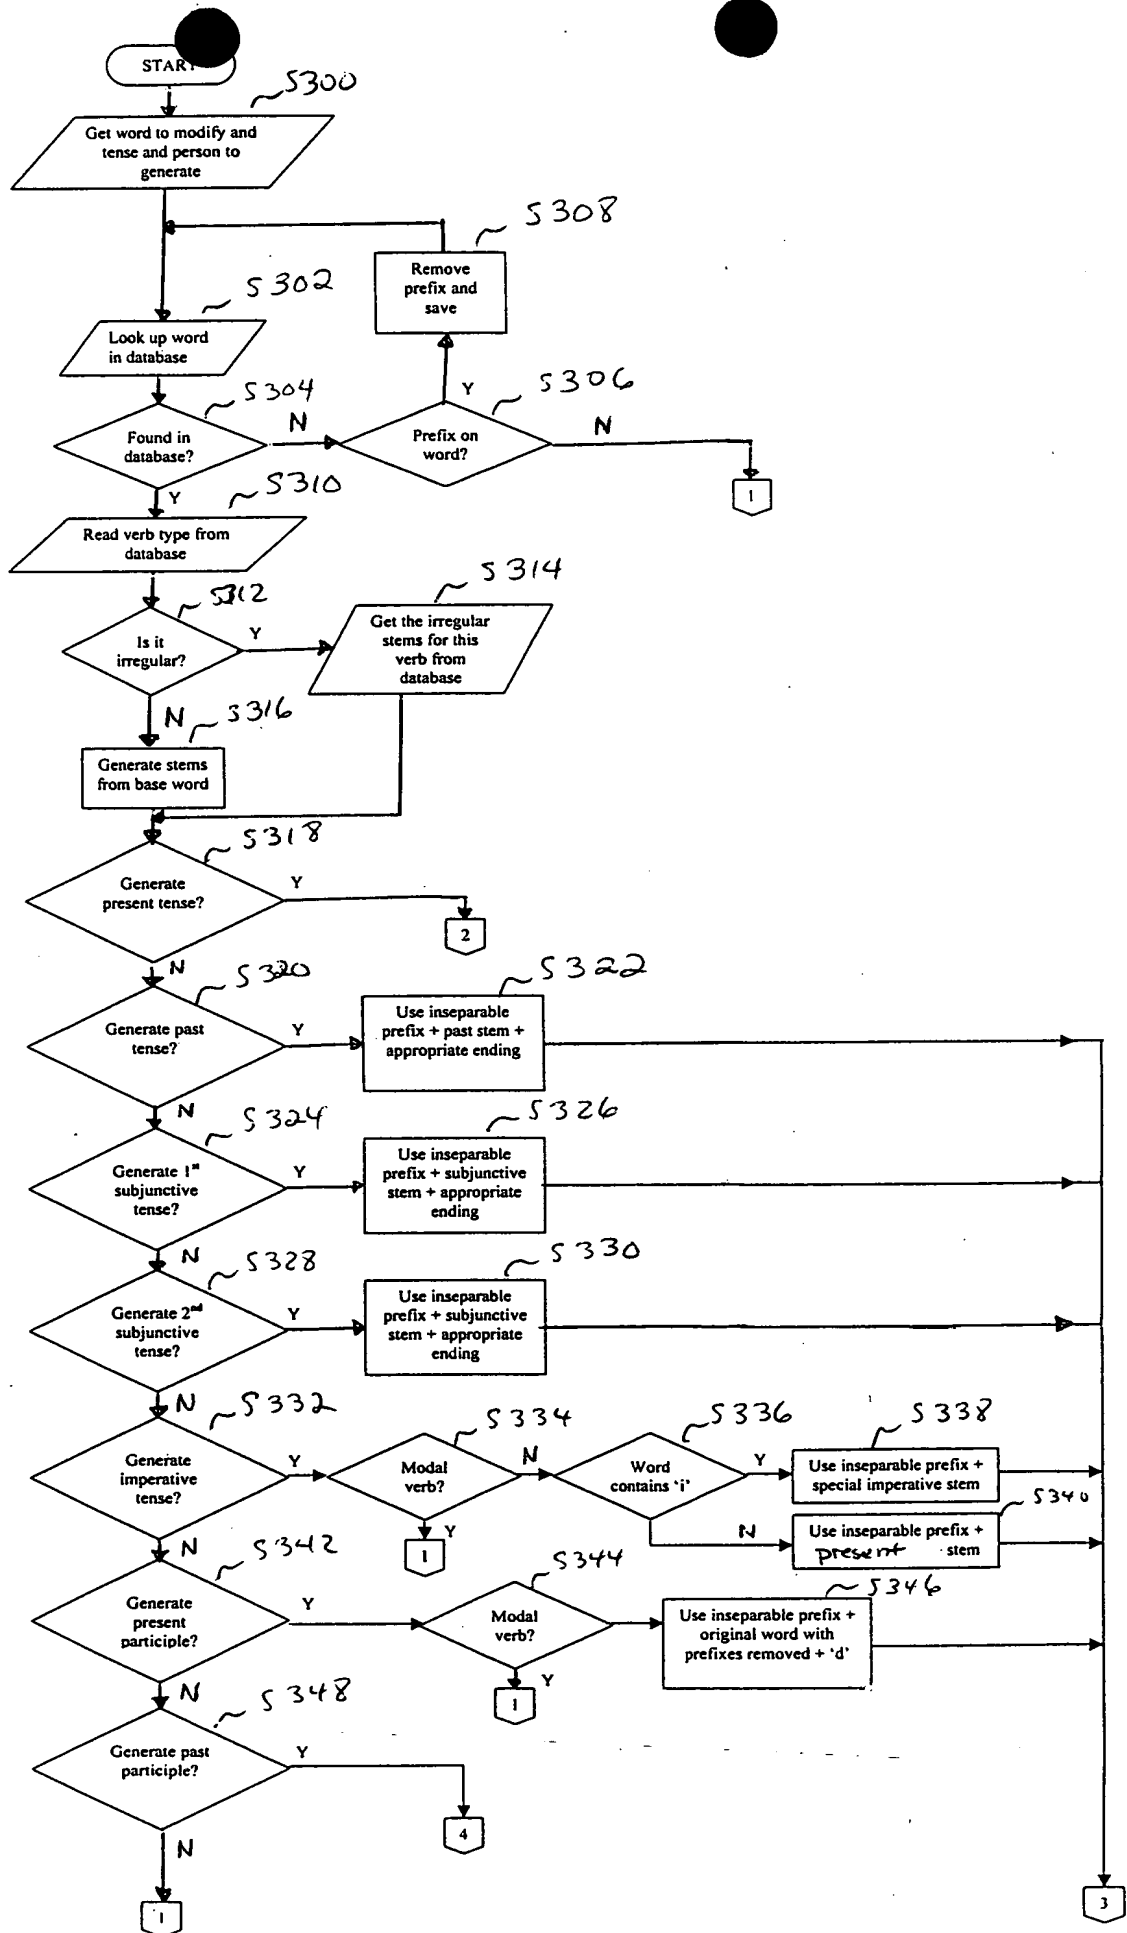 START
S300
Get word to modify and
tense and person to
generate
S308
Remove
prefix and
save
S302
Look up word
in database
S304
N
Y
S306
N
Found in
database?
Prefix on
word?
1
Y
S310
Read verb type from
database
S312
S314
Is it
irregular?
Y
Get the irregular
stems for this
verb from
database
N
S316
Generate stems
from base word
S318
Generate
present tense?
Y
2
N
S320
S322
Generate past
tense?
Y
Use inseparable
prefix + past stem +
appropriate ending
N
S324
S326
Generate 1st
subjunctive
tense?
Y
Use inseparable
prefix + subjunctive
stem + appropriate
ending
N
S328
S330
Generate 2nd
subjunctive
tense?
Y
Use inseparable
prefix + subjunctive
stem + appropriate
ending
N
S332
S334
S336
S338
Generate
imperative
tense?
Y
Modal
verb?
N
Word
contains 'i'
Y
Use inseparable prefix +
special imperative stem
S340
Y
1
N
Use inseparable prefix +
present stem
N
S342
S344
S346
Generate
present
participle?
Y
Modal
verb?
Use inseparable prefix +
original word with
prefixes removed + 'd'
Y
1
N
S348
Generate past
participle?
Y
4
N
1
3